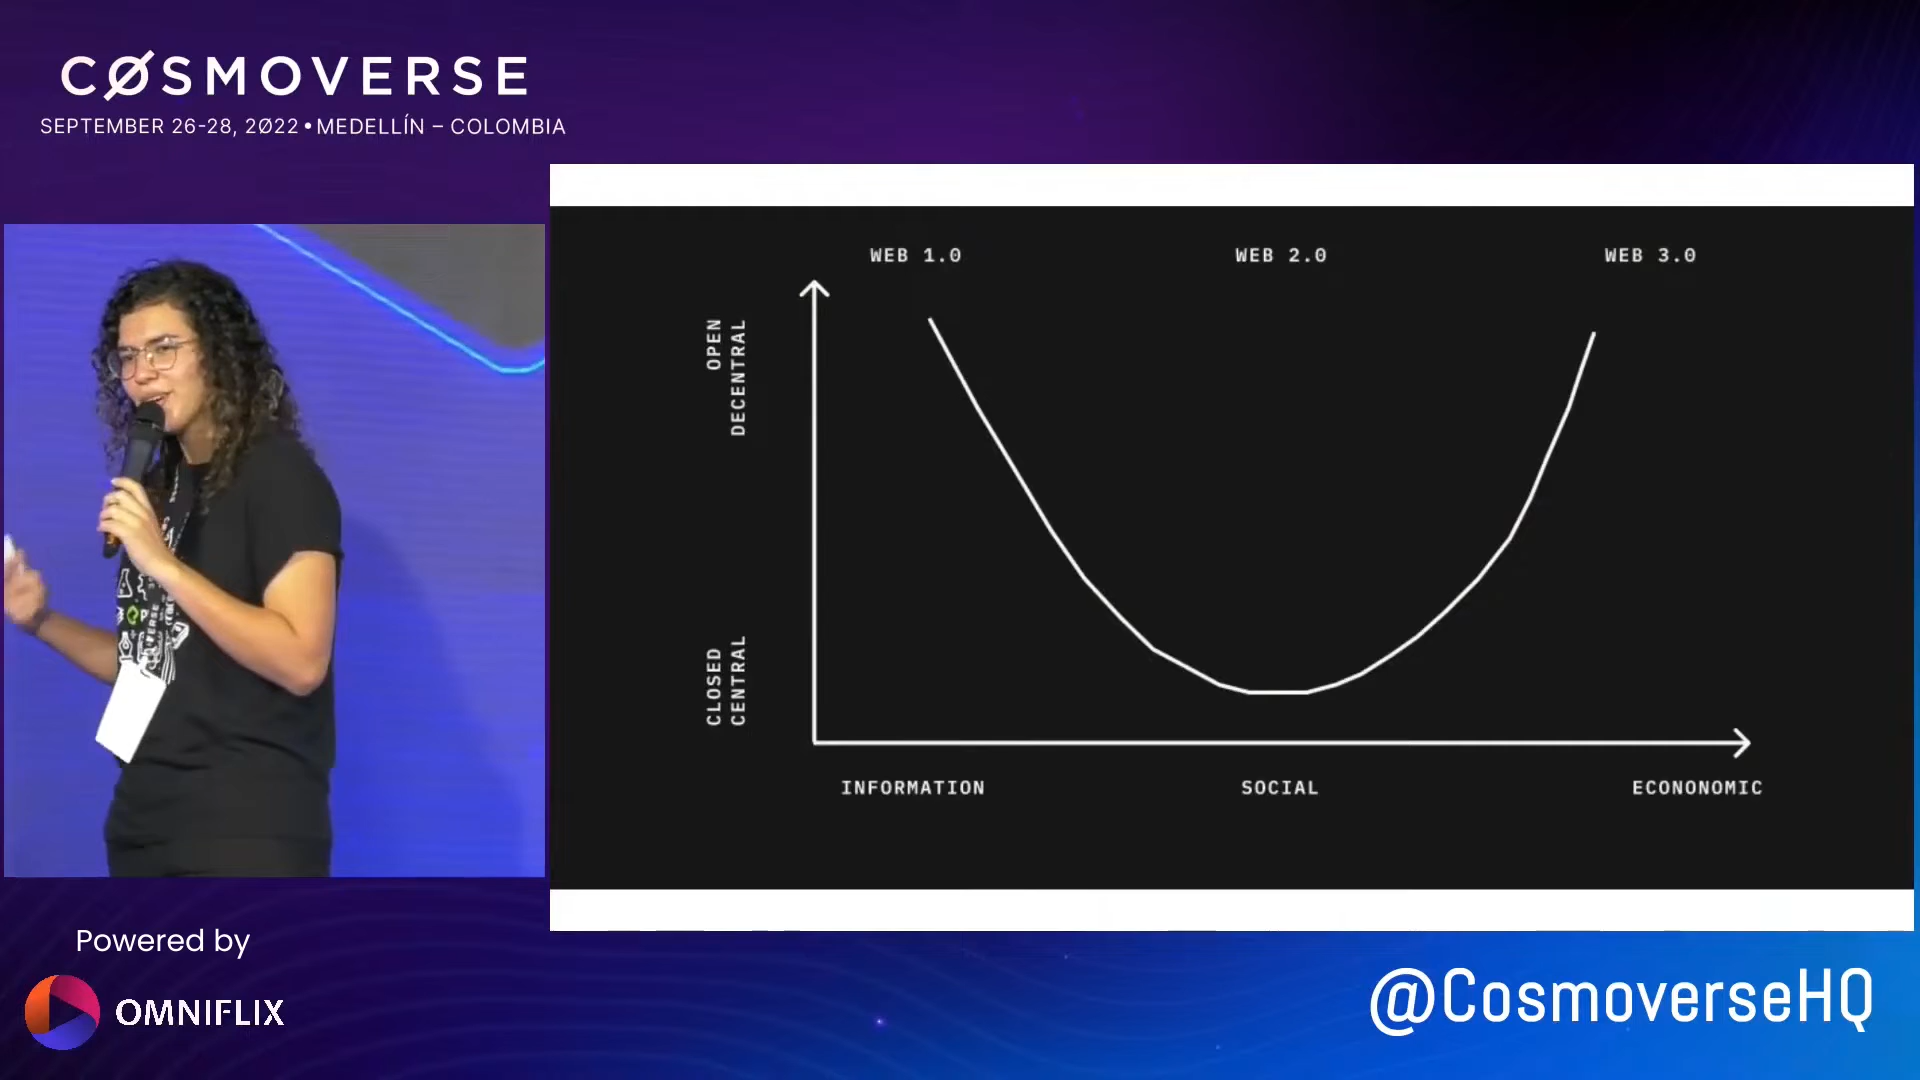 CØSMOVERSE
SEPTEMBER 26-28, 2Ø22 • MEDELLÍN – COLOMBIA
WEB 1.0
WEB 2.0
WEB 3.0
OPEN
DECENTRAL
CLOSED
CENTRAL
INFORMATION
SOCIAL
ECONONOMIC
Powered by
OMNIFLIX
@CosmoverseHQ